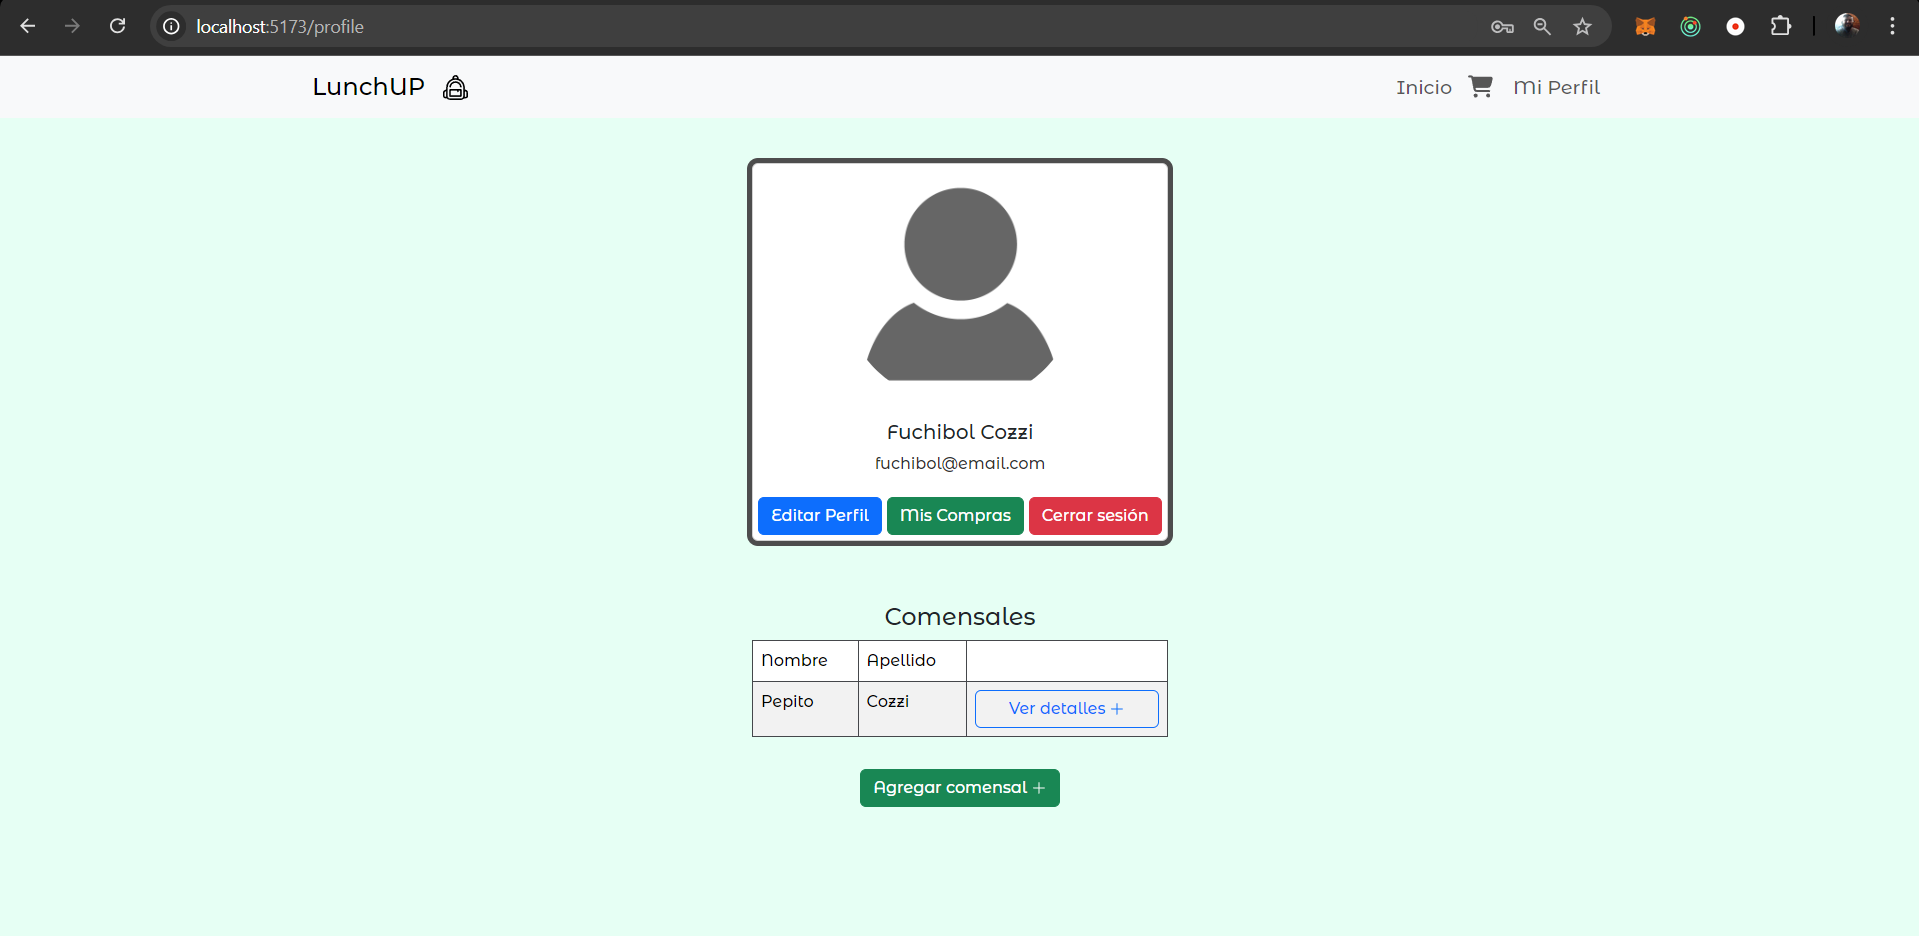 localhost:5173/profile
LunchUP
Inicio
Mi Perfil
Fuchibol Cozzi
fuchibol@email.com
Editar Perfil
Mis Compras
Cerrar sesión
Comensales
Nombre
Apellido
Pepito
Cozzi
Ver detalles +
Agregar comensal +